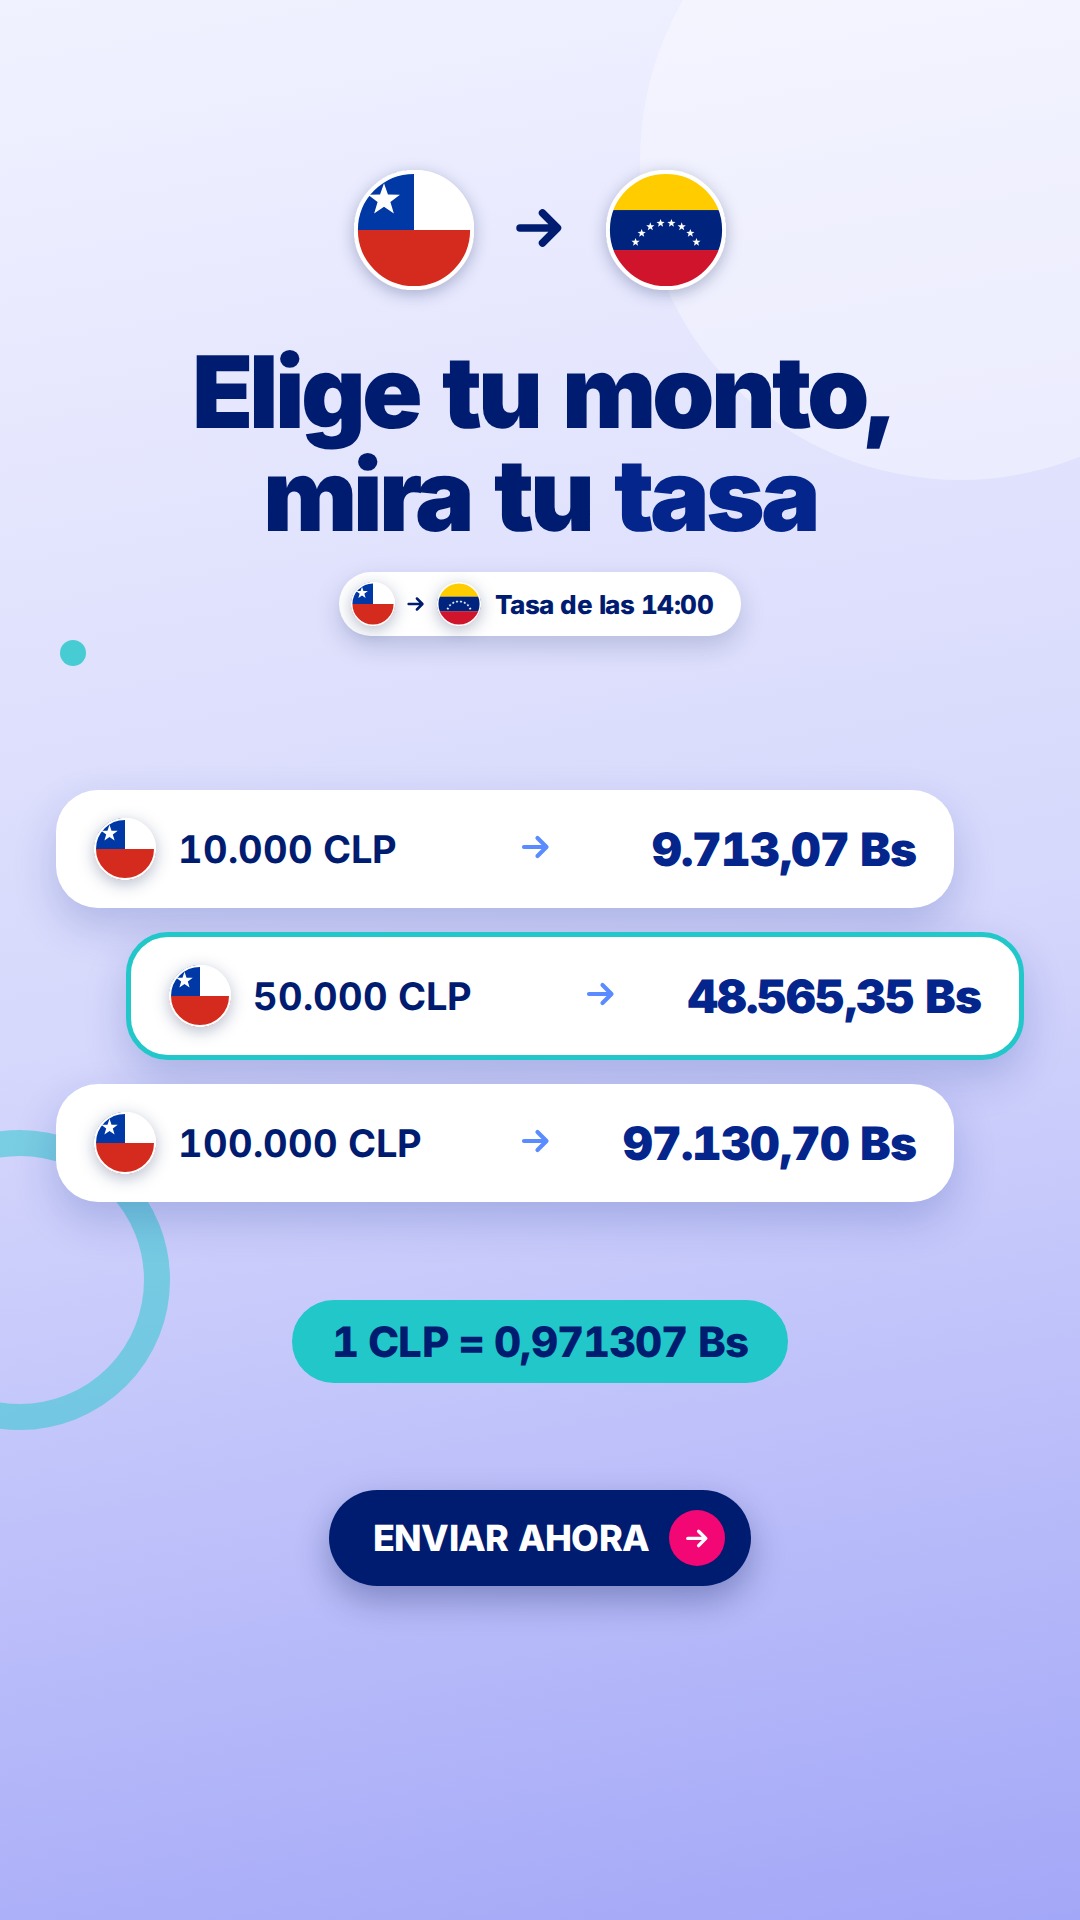 Elige tu monto,
mira tu tasa
Tasa de las 14:00
10.000 CLP → 9.713,07 Bs
50.000 CLP → 48.565,35 Bs
100.000 CLP → 97.130,70 Bs
1 CLP = 0,971307 Bs
ENVIAR AHORA